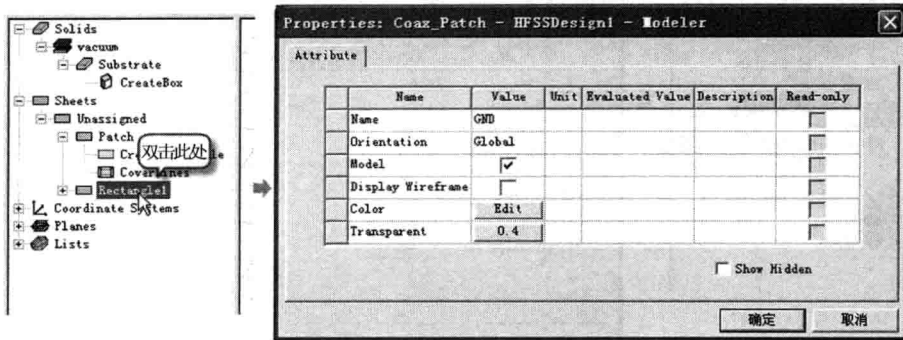 Solids
vacuum
Substrate
CreateBox
Sheets
Unassigned
Patch
双击此处
CoverLines
Rectangle1
Coordinate Systems
Planes
Lists
Properties: Coax_Patch - HFSSDesign1 - Modeler
Attribute
Name Value Unit Evaluated Value Description Read-only
Name GND
Orientation Global
Model
Display Wireframe
Color Edit
Transparent 0.4
Show Hidden
确定 取消